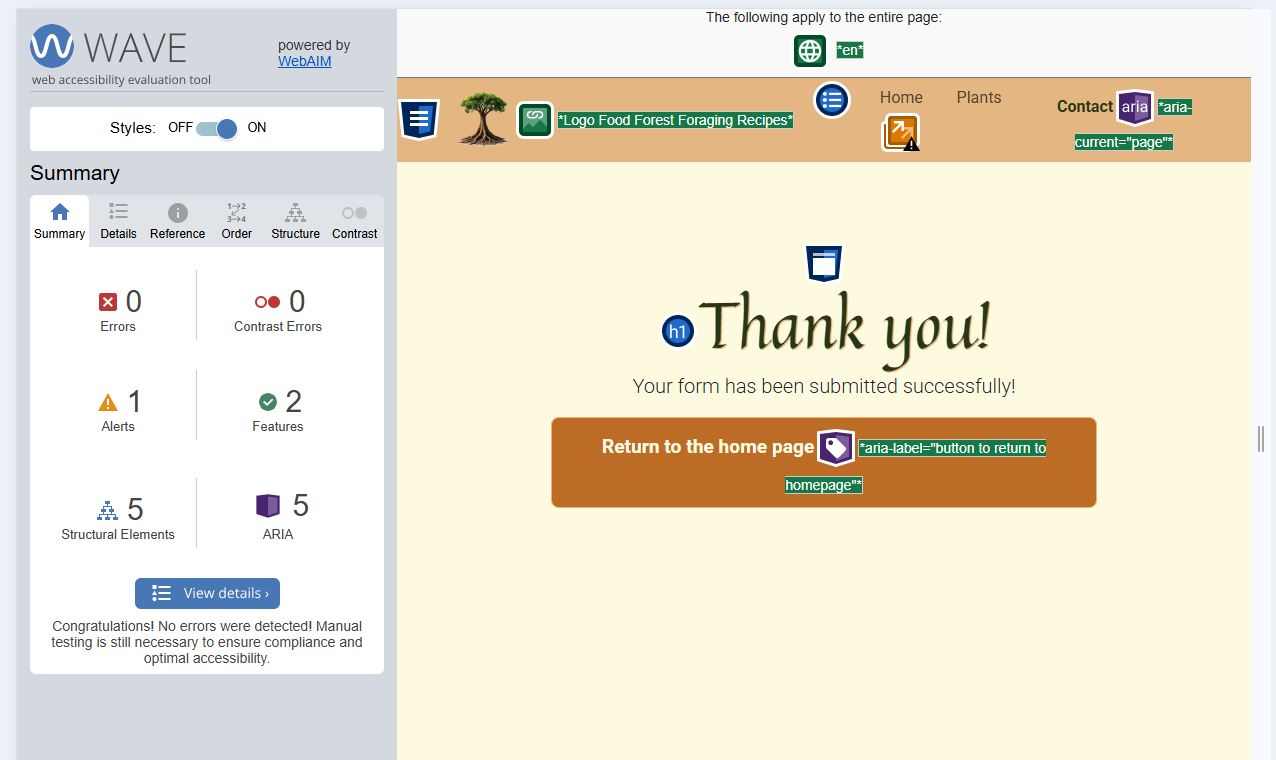 WAVE
web accessibility evaluation tool
powered by
WebAIM
Styles: OFF ON
Summary
Summary Details Reference Order Structure Contrast
1 2
3 4
0
Errors
0
Contrast Errors
1
Alerts
2
Features
5
Structural Elements
5
ARIA
View details ›
Congratulations! No errors were detected! Manual
testing is still necessary to ensure compliance and
optimal accessibility.
The following apply to the entire page:
*en*
*Logo Food Forest Foraging Recipes*
Home
Plants
Contact aria *aria-
current="page"*
h1 Thank you!
Your form has been submitted successfully!
Return to the home page *aria-label="button to return to
homepage"*